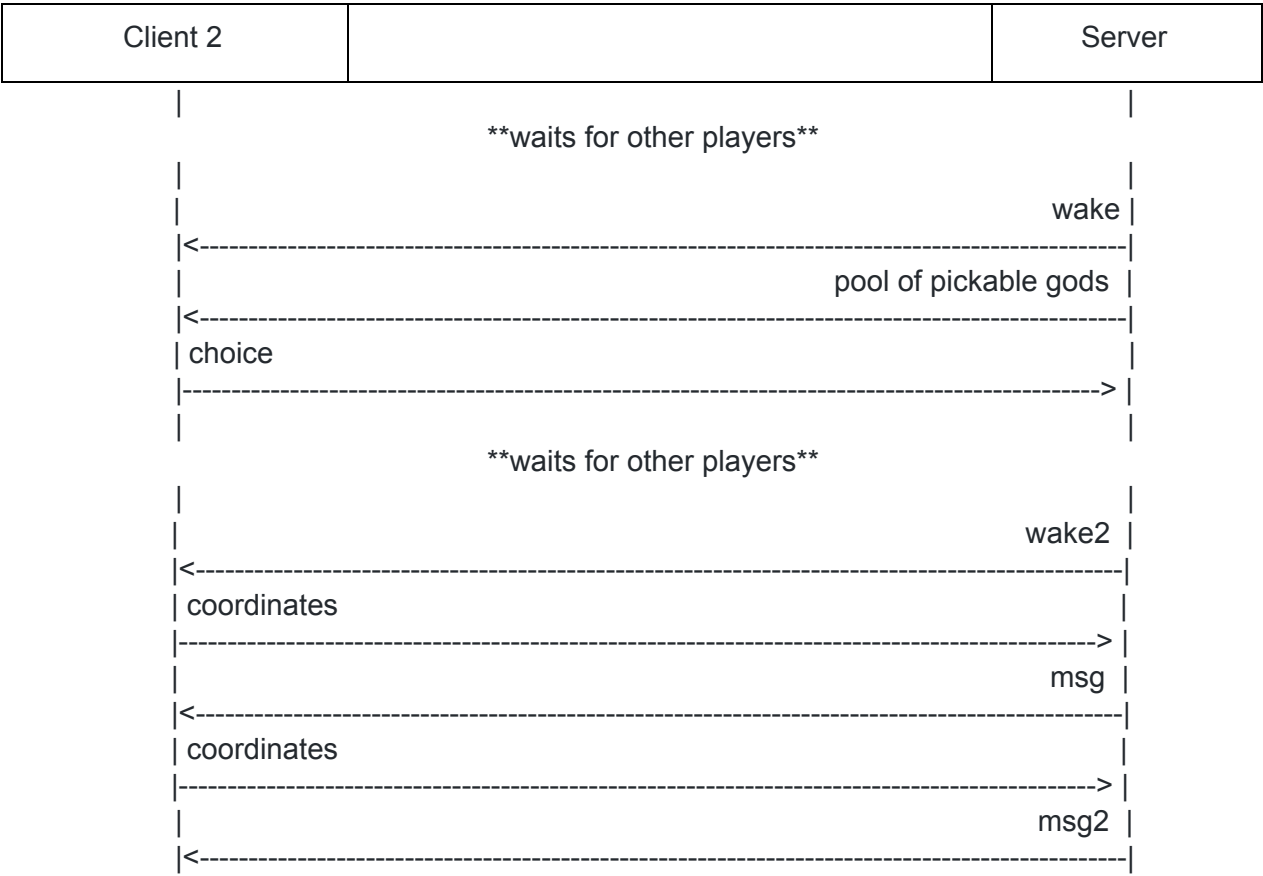 Client 2 Server
**waits for other players**
wake
pool of pickable gods
choice
**waits for other players**
wake2
coordinates
msg
coordinates
msg2